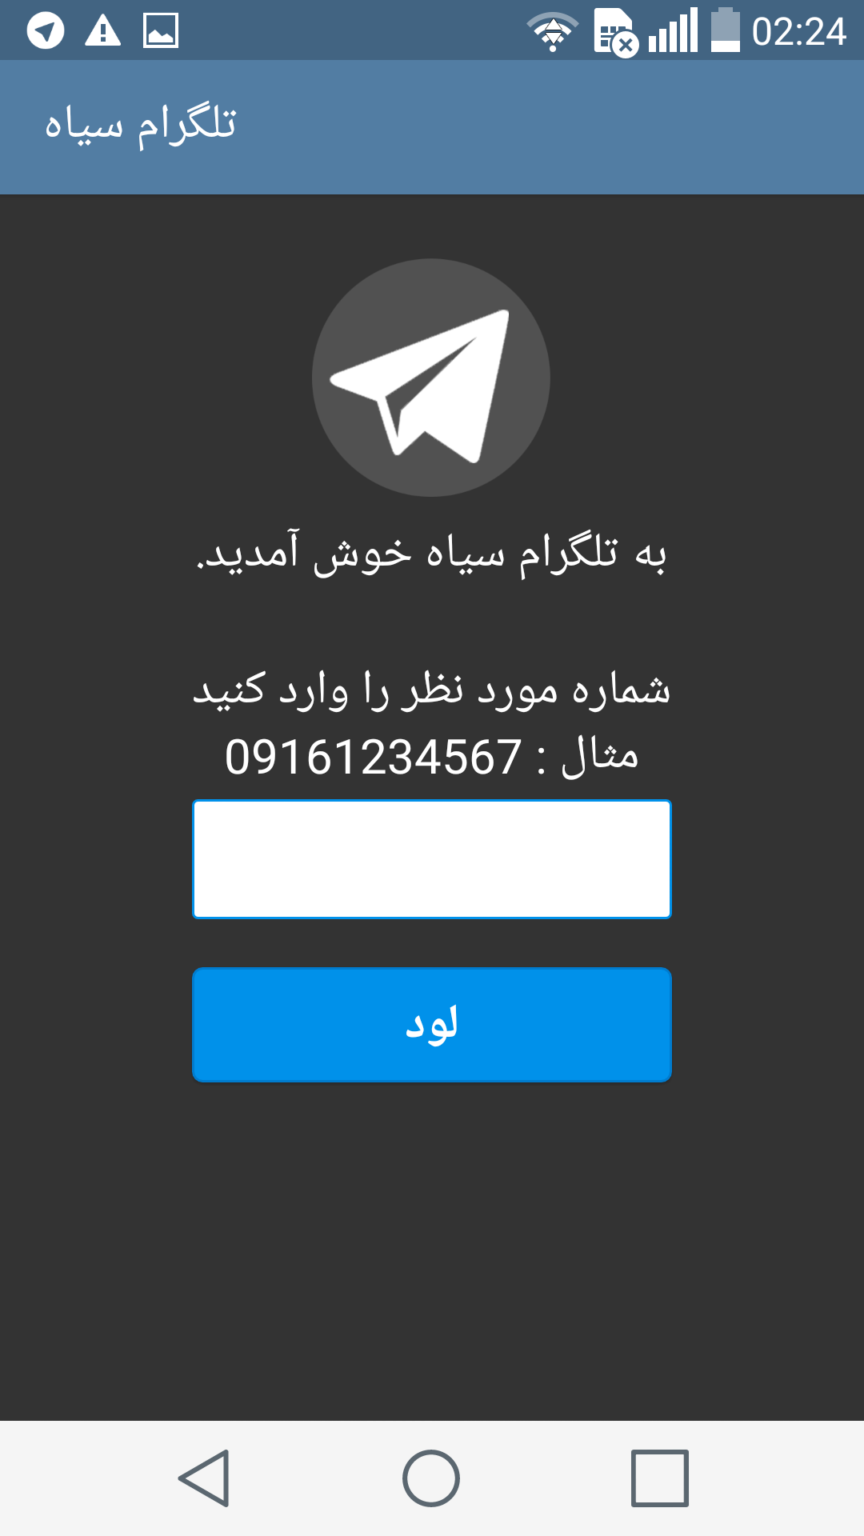 02:24
تلگرام سیاه
به تلگرام سیاه خوش آمدید.
شماره مورد نظر را وارد کنید
مثال : 09161234567
لود